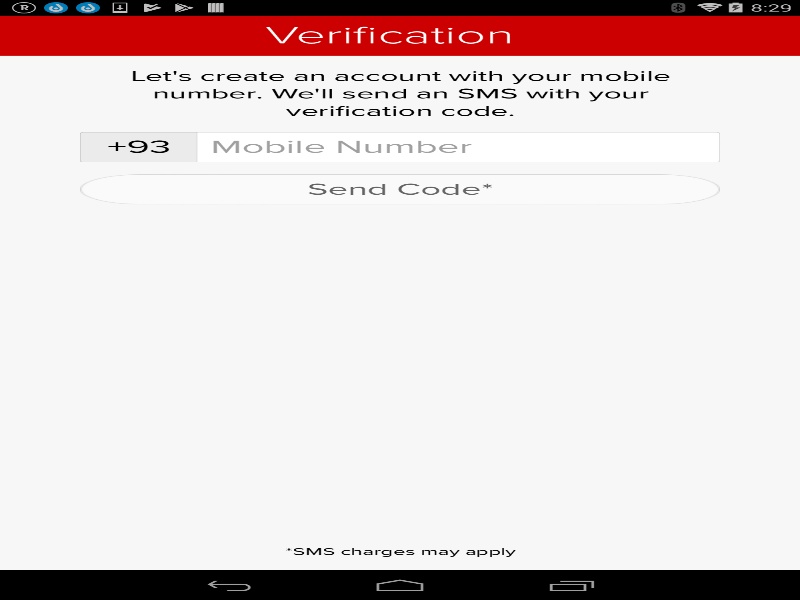 8:29
Verification
Let's create an account with your mobile
number. We'll send an SMS with your
verification code.
+93 Mobile Number
Send Code*
*SMS charges may apply